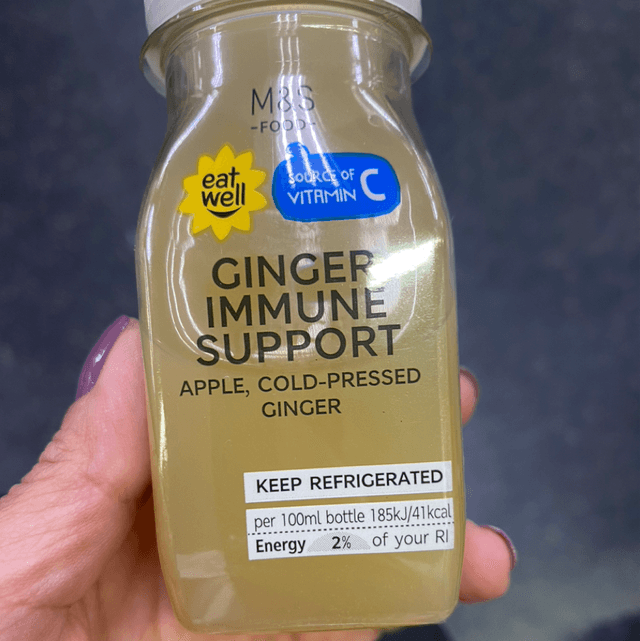 M&S
-FOOD-
eat
well
SOURCE OF
VITAMIN C
GINGER
IMMUNE
SUPPORT
APPLE, COLD-PRESSED
GINGER
KEEP REFRIGERATED
per 100ml bottle 185kJ/41kcal
Energy 2% of your RI